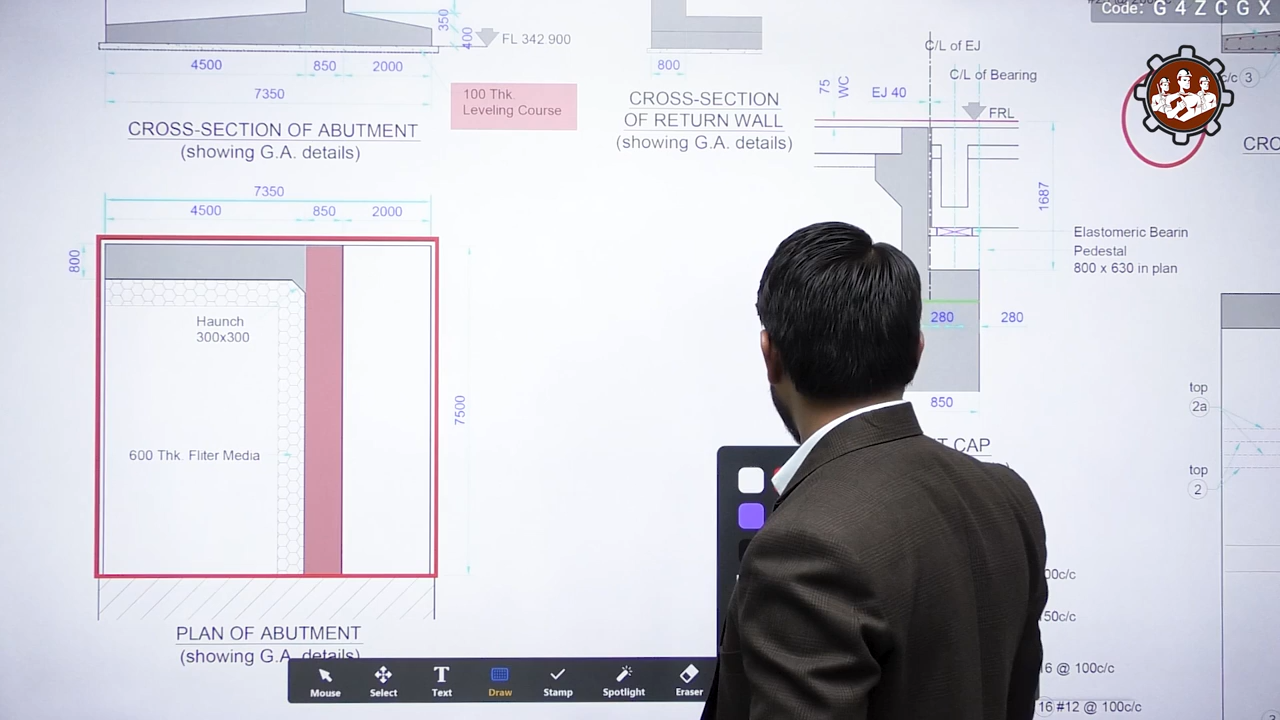 Code: G 4 Z C G X
350
400
FL 342 900
4500
850
2000
7350
100 Thk.
Leveling Course
CROSS-SECTION OF ABUTMENT
(showing G.A. details)
800
CROSS-SECTION
OF RETURN WALL
(showing G.A. details)
C/L of EJ
C/L of Bearing
75
WC
EJ 40
FRL
1687
Elastomeric Bearin
Pedestal
800 x 630 in plan
280
280
850
T CAP
c/c
3
CRO
7350
4500
850
2000
800
Haunch
300x300
600 Thk. Fliter Media
7500
PLAN OF ABUTMENT
(showing G.A. details)
top
2a
top
2
00c/c
50c/c
16 @ 100c/c
16 #12 @ 100c/c
Mouse
Select
Text
Draw
Stamp
Spotlight
Eraser